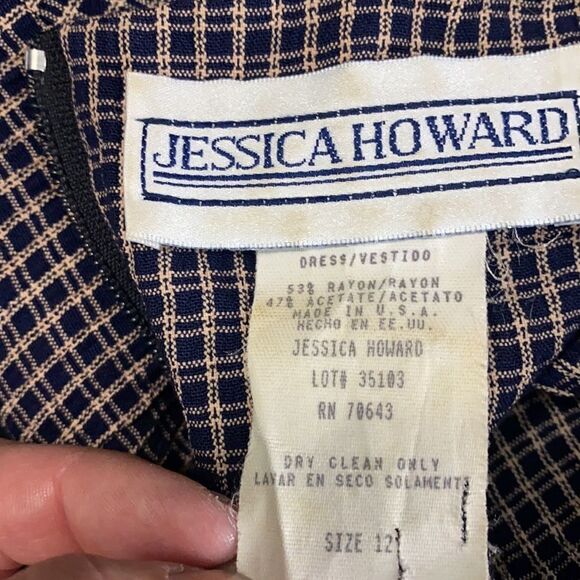 JESSICA HOWARD
DRESS/VESTIDO
53% RAYON/RAYON
47% ACETATE/ACETATO
MADE IN U.S.A.
HECHO EN EE.UU.
JESSICA HOWARD
LOT# 35103
RN 70643
DRY CLEAN ONLY
LAVAR EN SECO SOLAMENT
SIZE 12